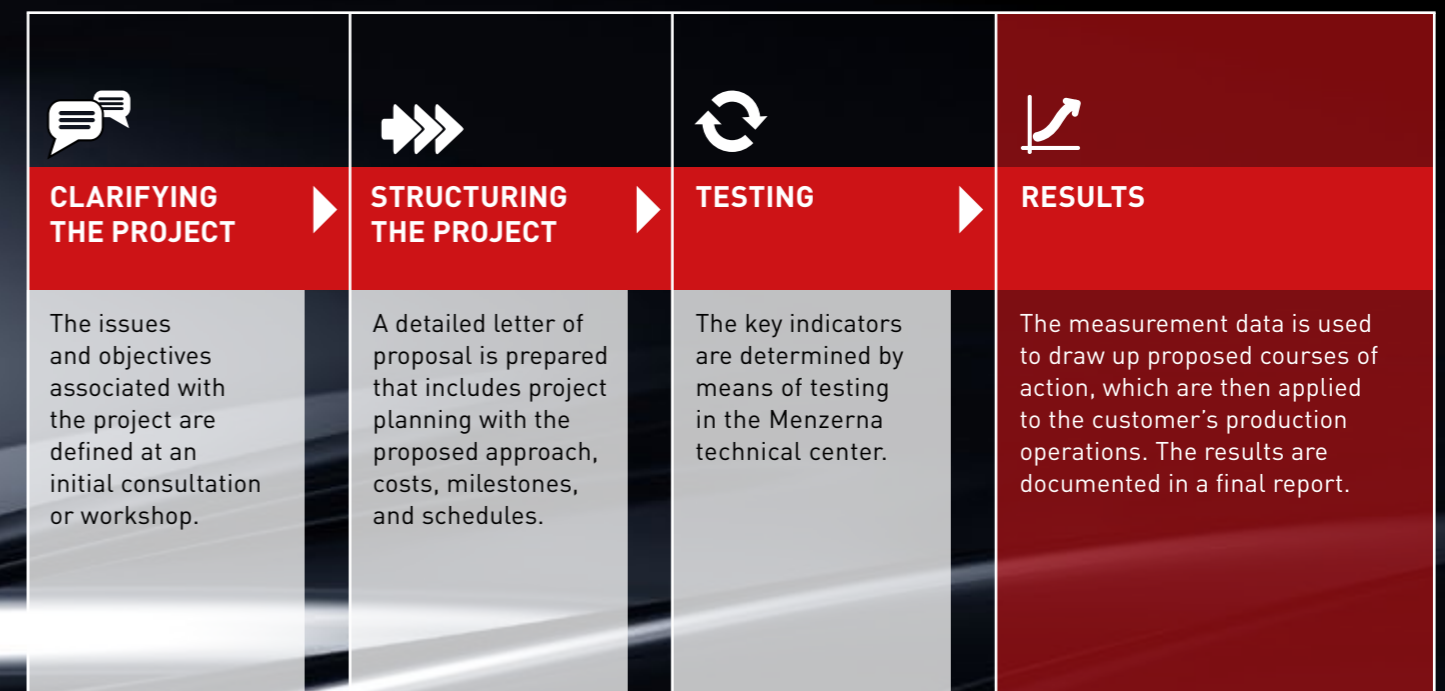 CLARIFYING
THE PROJECT
The issues
and objectives
associated with
the project are
defined at an
initial consultation
or workshop.
STRUCTURING
THE PROJECT
A detailed letter of
proposal is prepared
that includes project
planning with the
proposed approach,
costs, milestones,
and schedules.
TESTING
The key indicators
are determined by
means of testing
in the Menzerna
technical center.
RESULTS
The measurement data is used
to draw up proposed courses of
action, which are then applied
to the customer’s production
operations. The results are
documented in a final report.